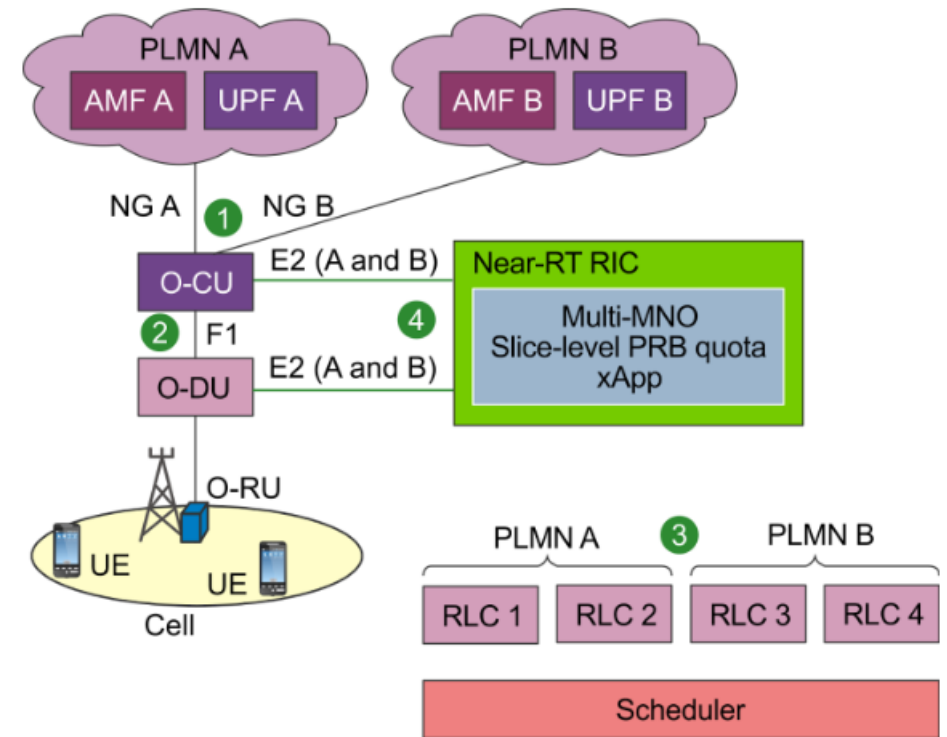 PLMN A
PLMN B
AMF A
UPF A
AMF B
UPF B
NG A
1
NG B
E2 (A and B)
Near-RT RIC
O-CU
Multi-MNO
Slice-level PRB quota
xApp
2
F1
4
E2 (A and B)
O-DU
O-RU
UE
UE
Cell
PLMN A
3
PLMN B
RLC 1
RLC 2
RLC 3
RLC 4
Scheduler